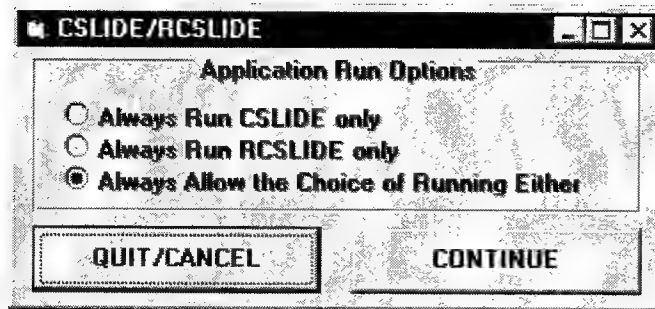 CSLIDE/RCSLIDE
Application Run Options
Always Run CSLIDE only
Always Run RCSLIDE only
Always Allow the Choice of Running Either
QUIT/CANCEL
CONTINUE